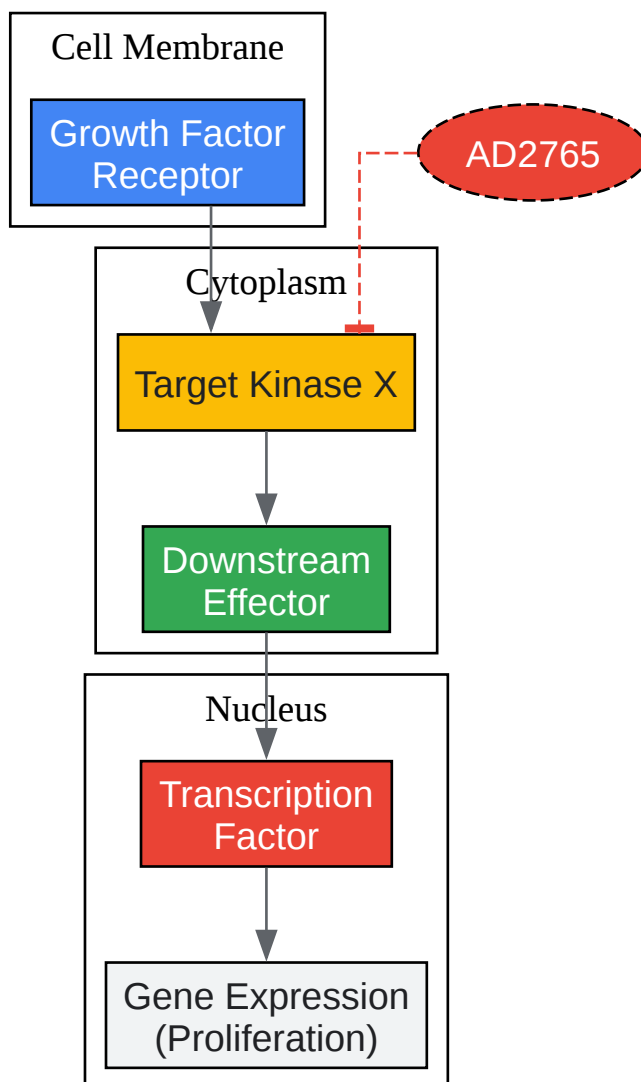 Cell Membrane
Growth Factor
Receptor
AD2765
Cytoplasm
Target Kinase X
Downstream
Effector
Nucleus
Transcription
Factor
Gene Expression
(Proliferation)